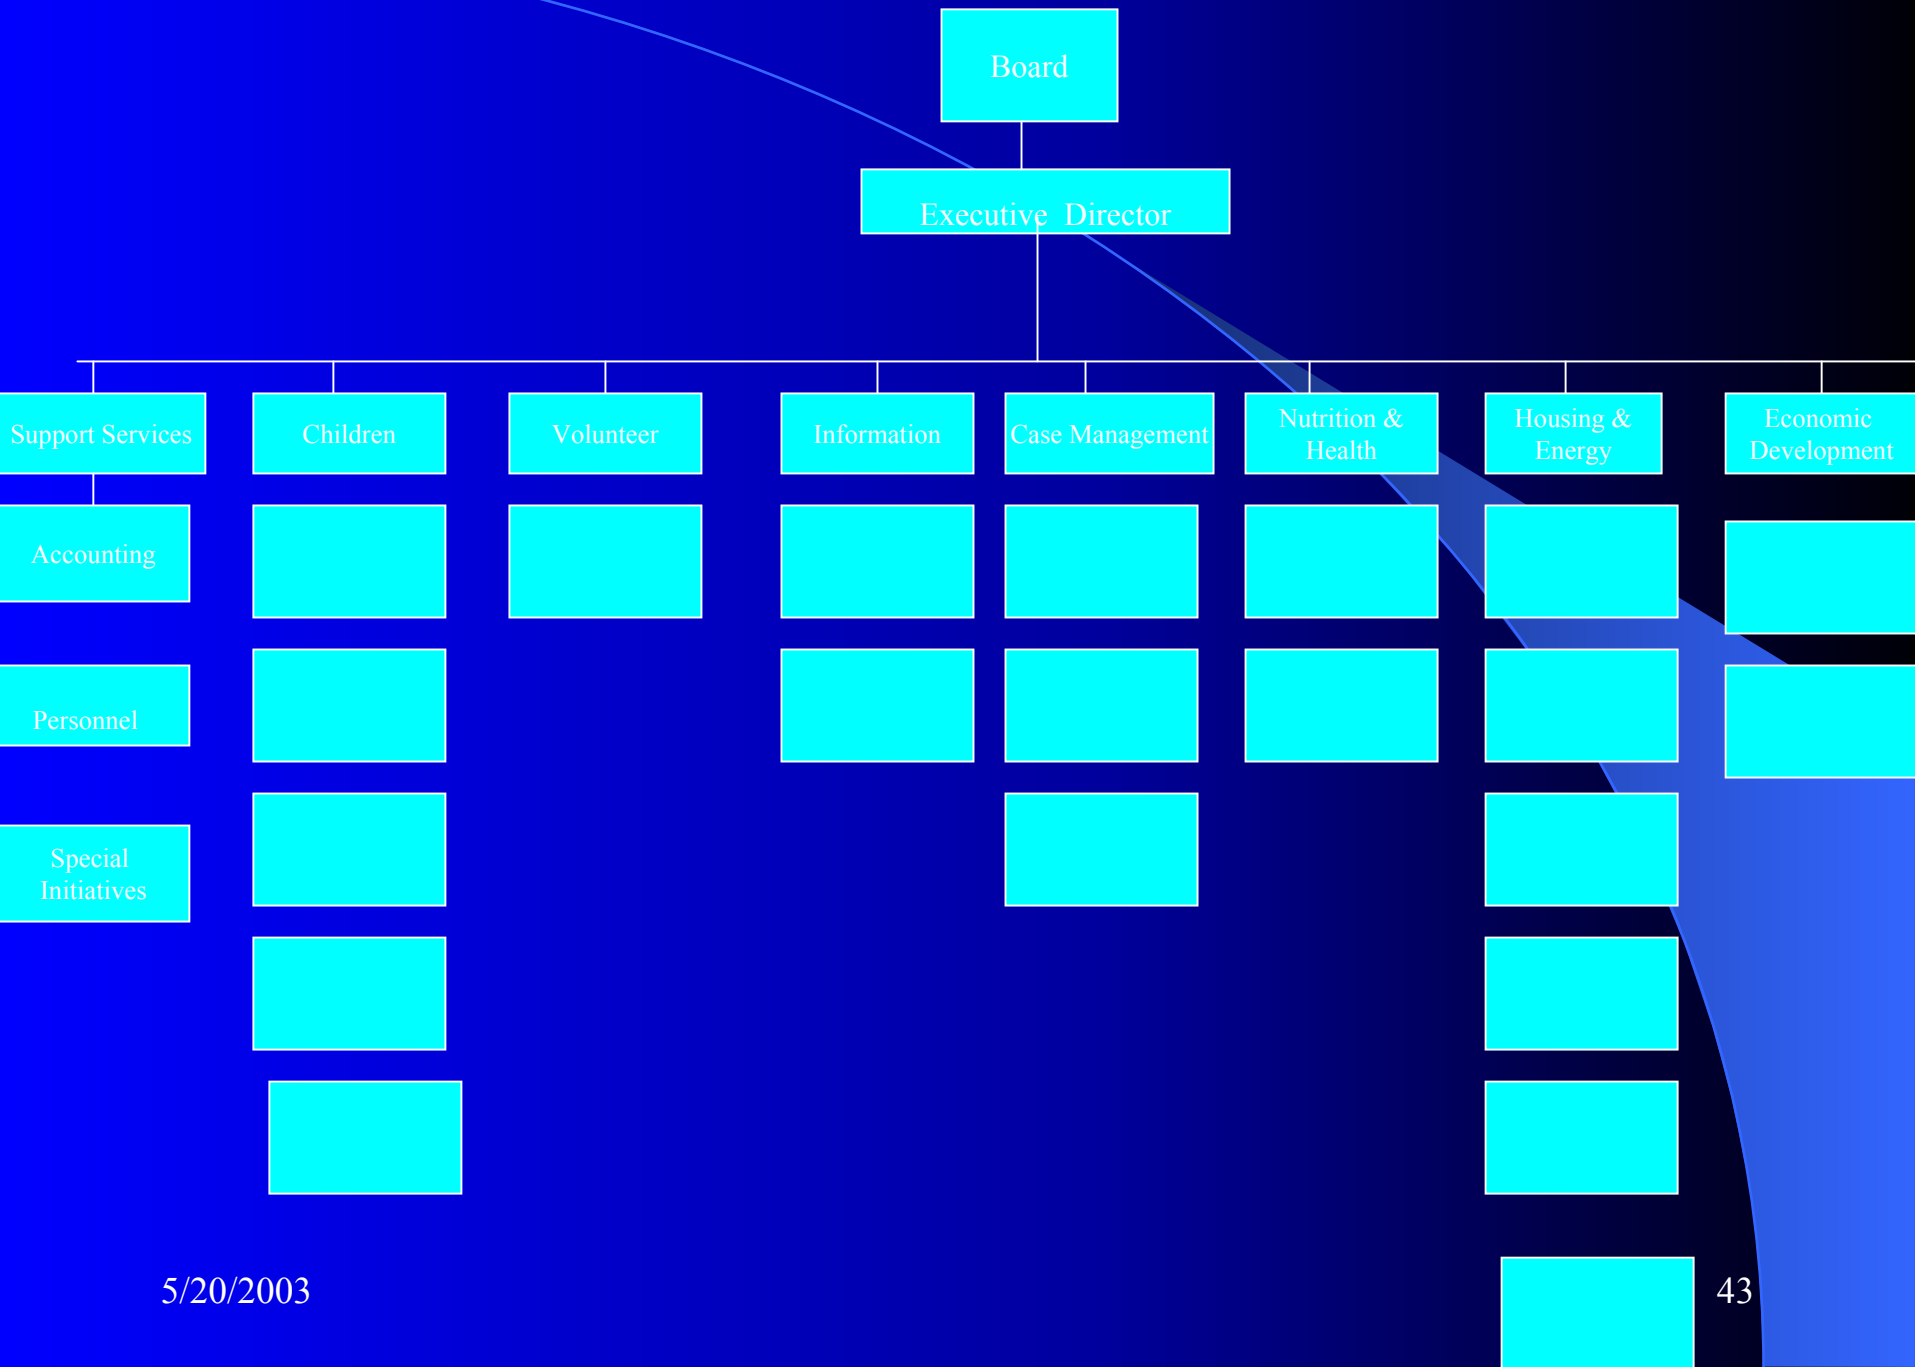 Board
Executive  Director
Support Services
Children
Volunteer
Information
Case Management
Nutrition &
Health
Housing &
Energy
Economic
Development
Accounting
Personnel
Special
Initiatives
5/20/2003
43